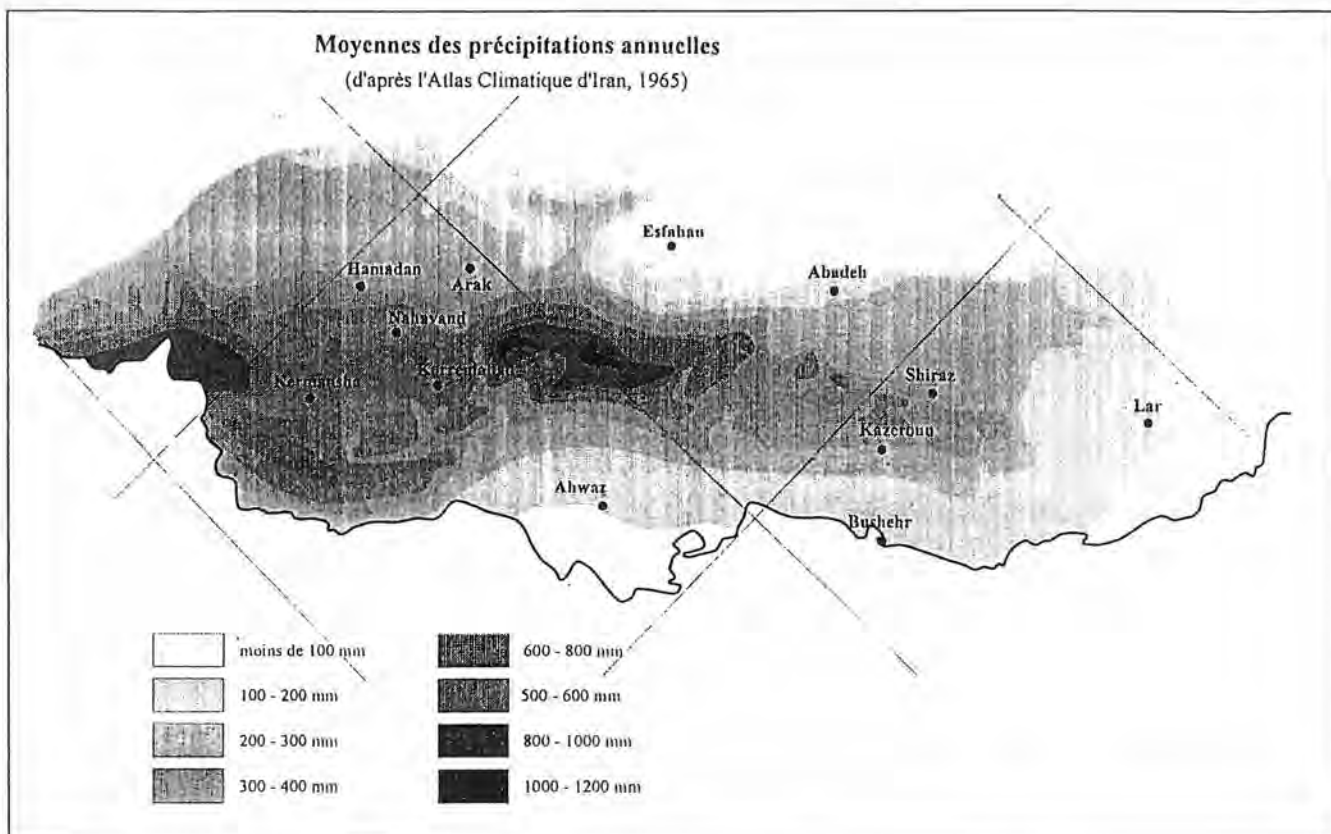 Moyennes des précipitations annuelles
(d'après l'Atlas Climatique d'Iran, 1965)
Esfahan
Hamadan
Arak
Abadeh
Nahavand
Kermansha
Shiraz
Lar
Kazeroun
Ahwaz
Bushehr
moins de 100 mm
100 - 200 mm
200 - 300 mm
300 - 400 mm
600 - 800 mm
500 - 600 mm
800 - 1000 mm
1000 - 1200 mm